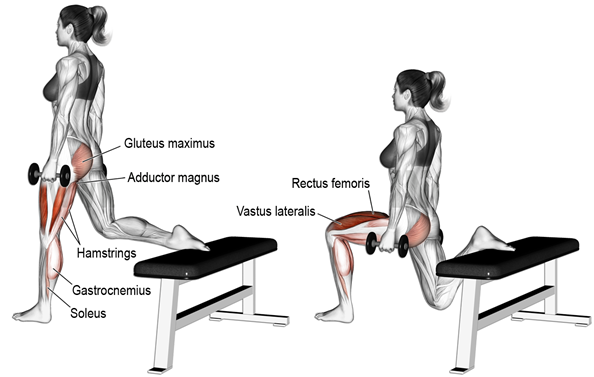 Gluteus maximus
Adductor magnus
Hamstrings
Gastrocnemius
Soleus
Rectus femoris
Vastus lateralis